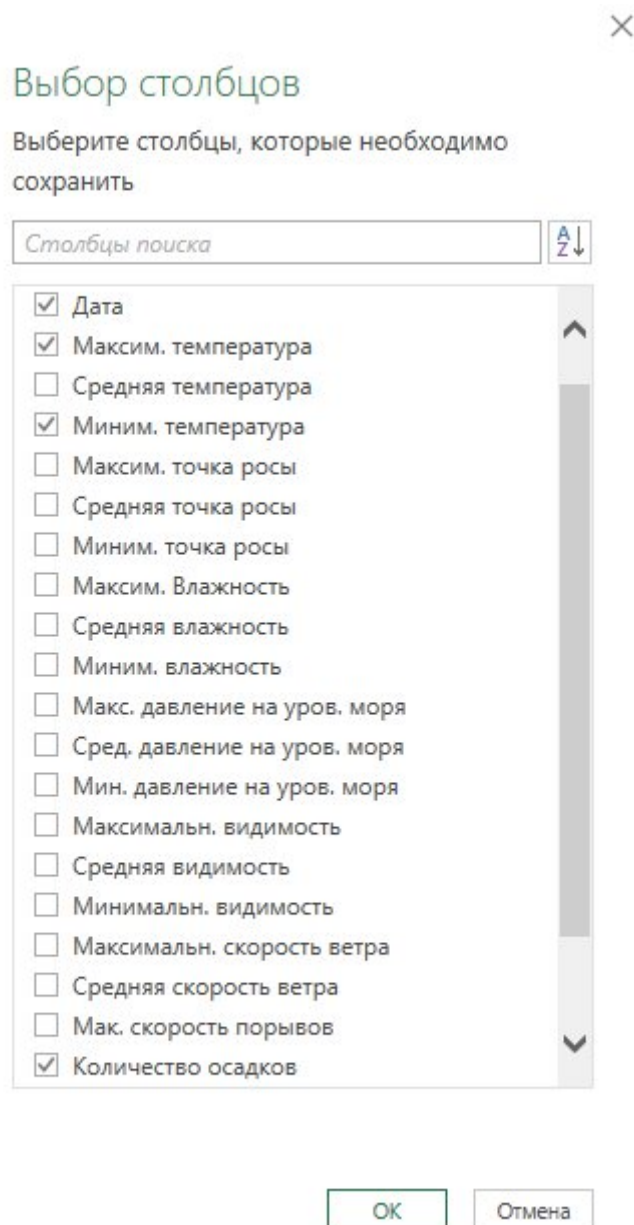 Выбор столбцов
Выберите столбцы, которые необходимо
сохранить
Столбцы поиска
Дата
Максим. температура
Средняя температура
Миним. температура
Максим. точка росы
Средняя точка росы
Миним. точка росы
Максим. Влажность
Средняя влажность
Миним. влажность
Макс. давление на уров. моря
Сред. давление на уров. моря
Мин. давление на уров. моря
Максимальн. видимость
Средняя видимость
Минимальн. видимость
Максимальн. скорость ветра
Средняя скорость ветра
Мак. скорость порывов
Количество осадков
ОК Отмена